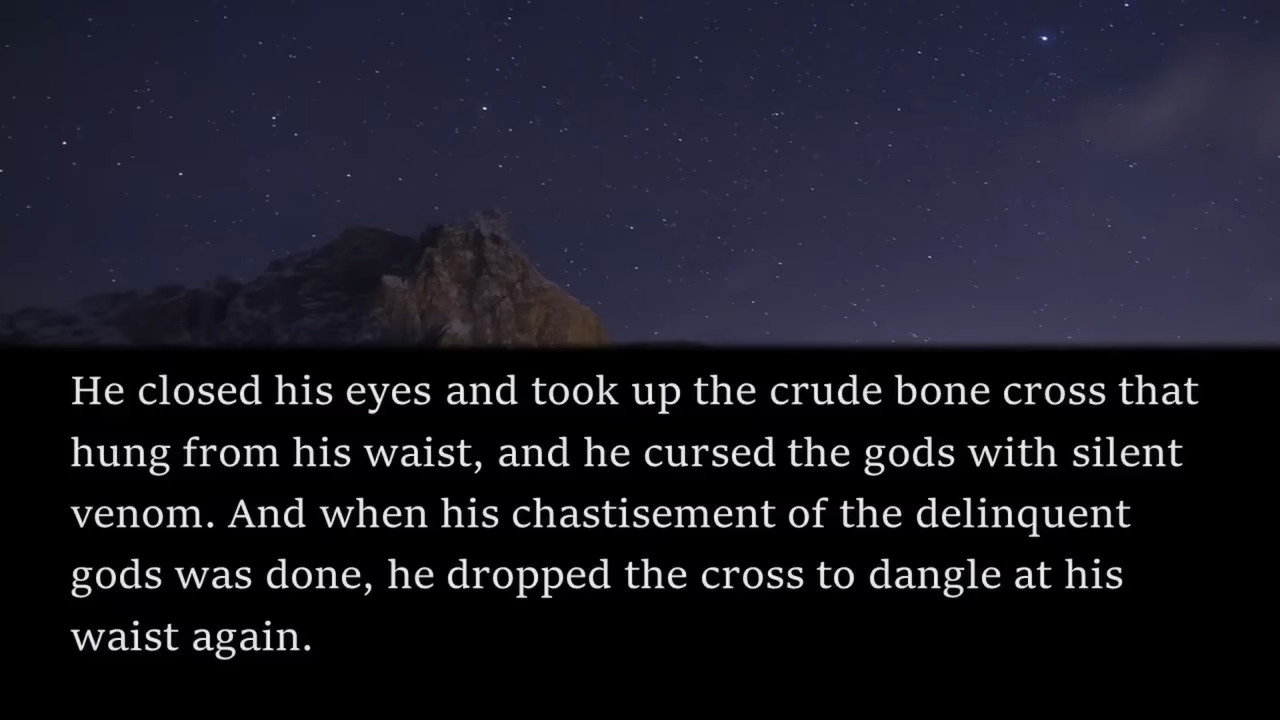 He closed his eyes and took up the crude bone cross that
hung from his waist, and he cursed the gods with silent
venom. And when his chastisement of the delinquent
gods was done, he dropped the cross to dangle at his
waist again.